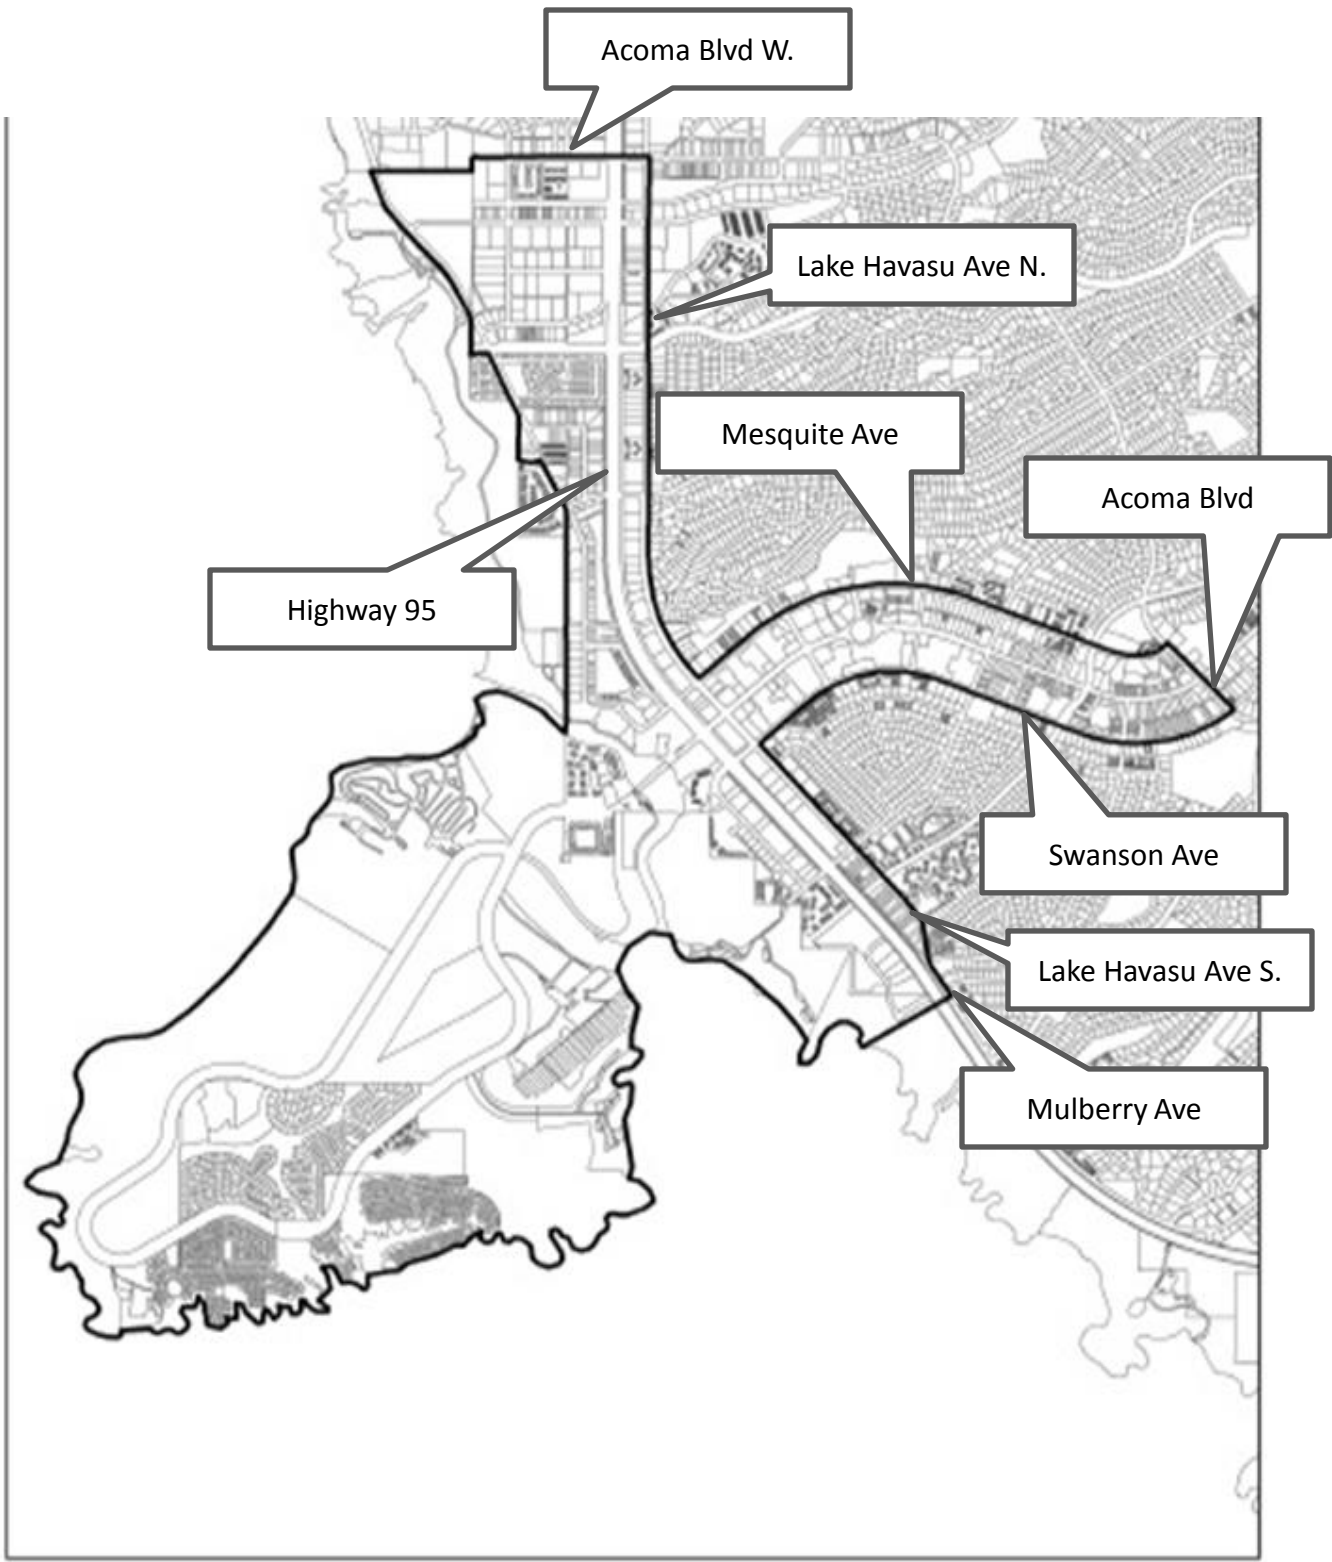 Acoma Blvd W.
Lake Havasu Ave N.
Mesquite Ave
Acoma Blvd
Highway 95
Swanson Ave
Lake Havasu Ave S.
Mulberry Ave